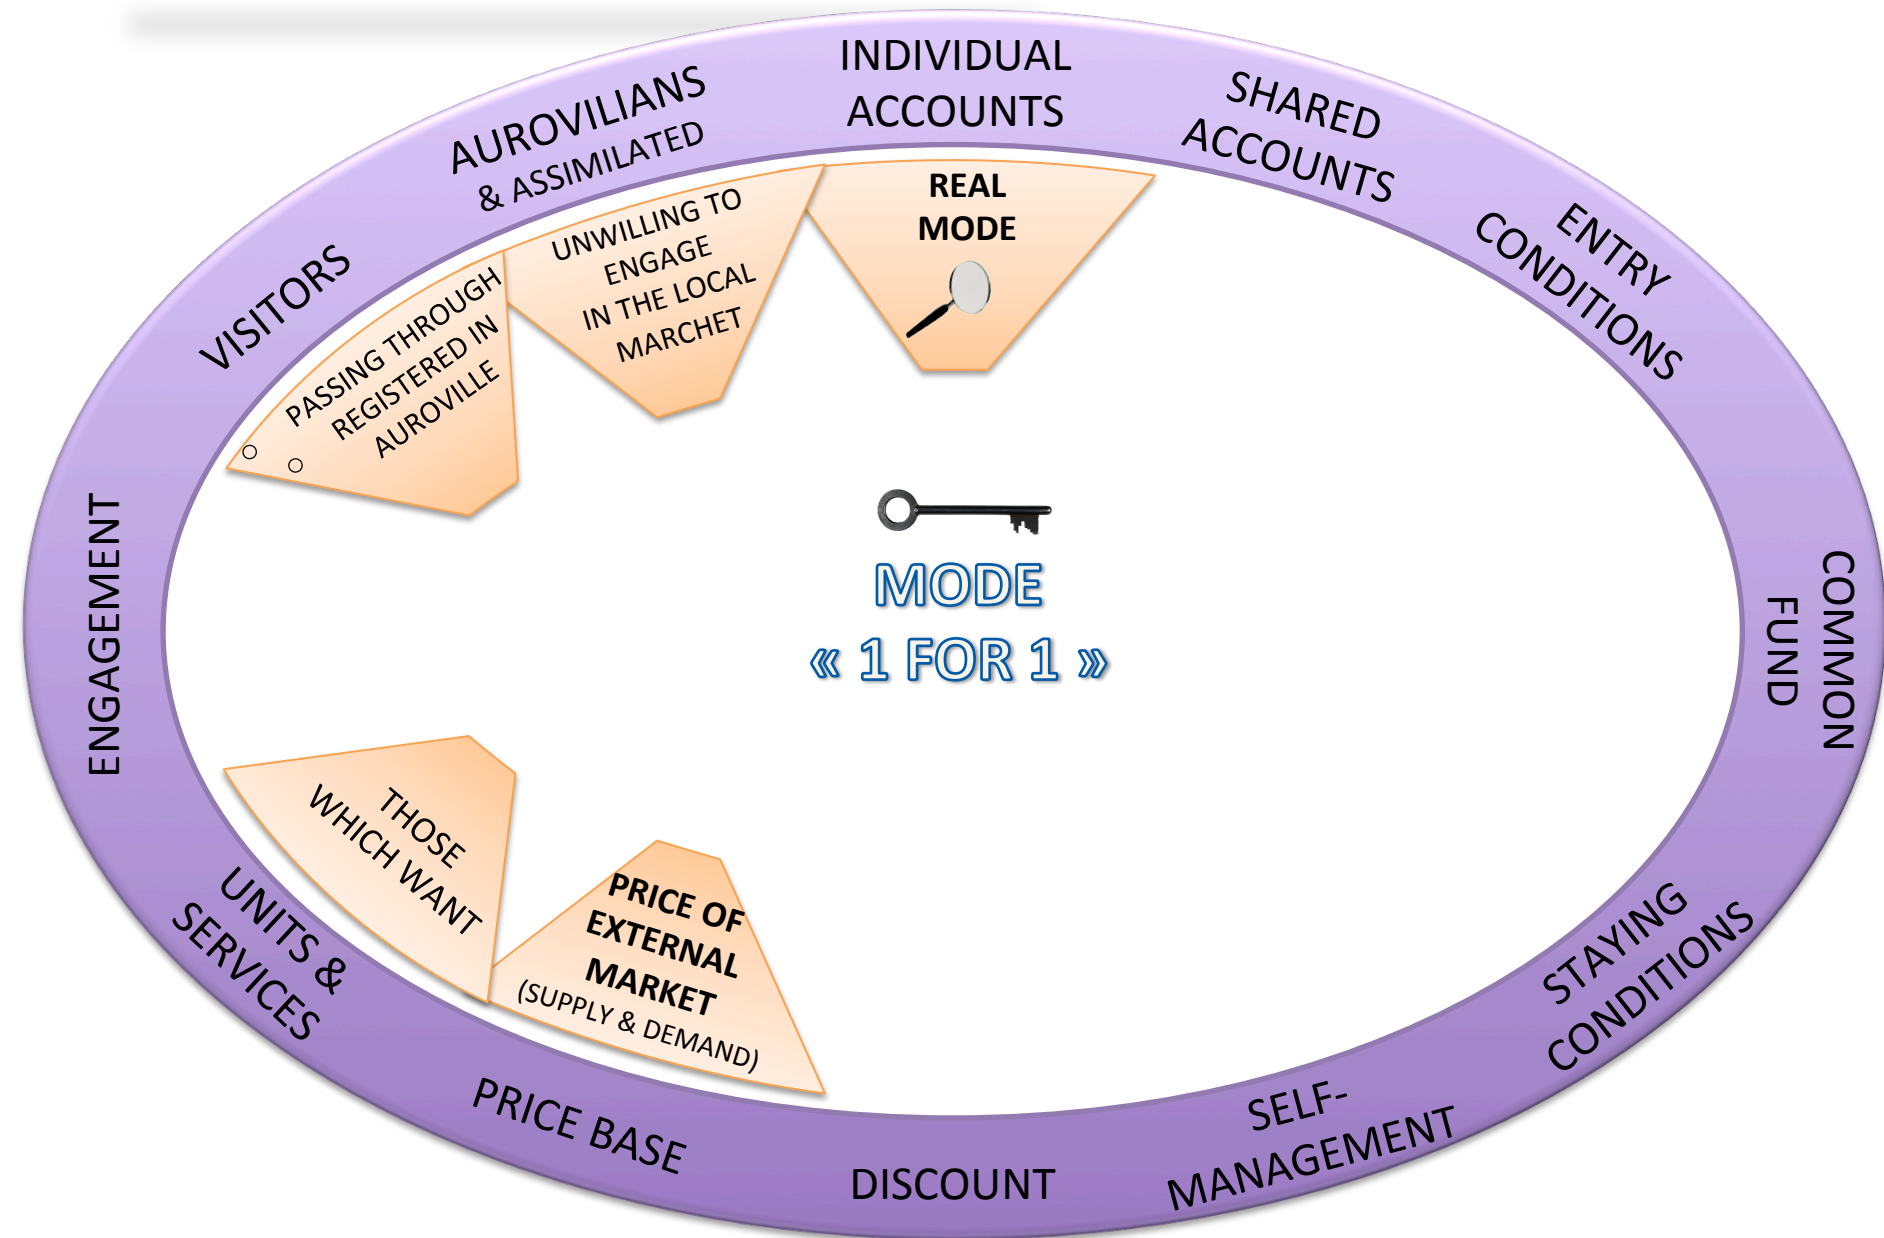 INDIVIDUAL
ACCOUNTS
SHARED
ACCOUNTS
ENTRY
CONDITIONS
COMMON
FUND
STAYING
CONDITIONS
SELF-
MANAGEMENT
DISCOUNT
PRICE BASE
UNITS &
SERVICES
ENGAGEMENT
VISITORS
AUROVILIANS
& ASSIMILATED
REAL
MODE
UNWILLING TO
ENGAGE
IN THE LOCAL
MARCHET
PASSING THROUGH
REGISTERED IN
AUROVILLE
MODE
« 1 FOR 1 »
THOSE
WHICH WANT
PRICE OF
EXTERNAL
MARKET
(SUPPLY & DEMAND)